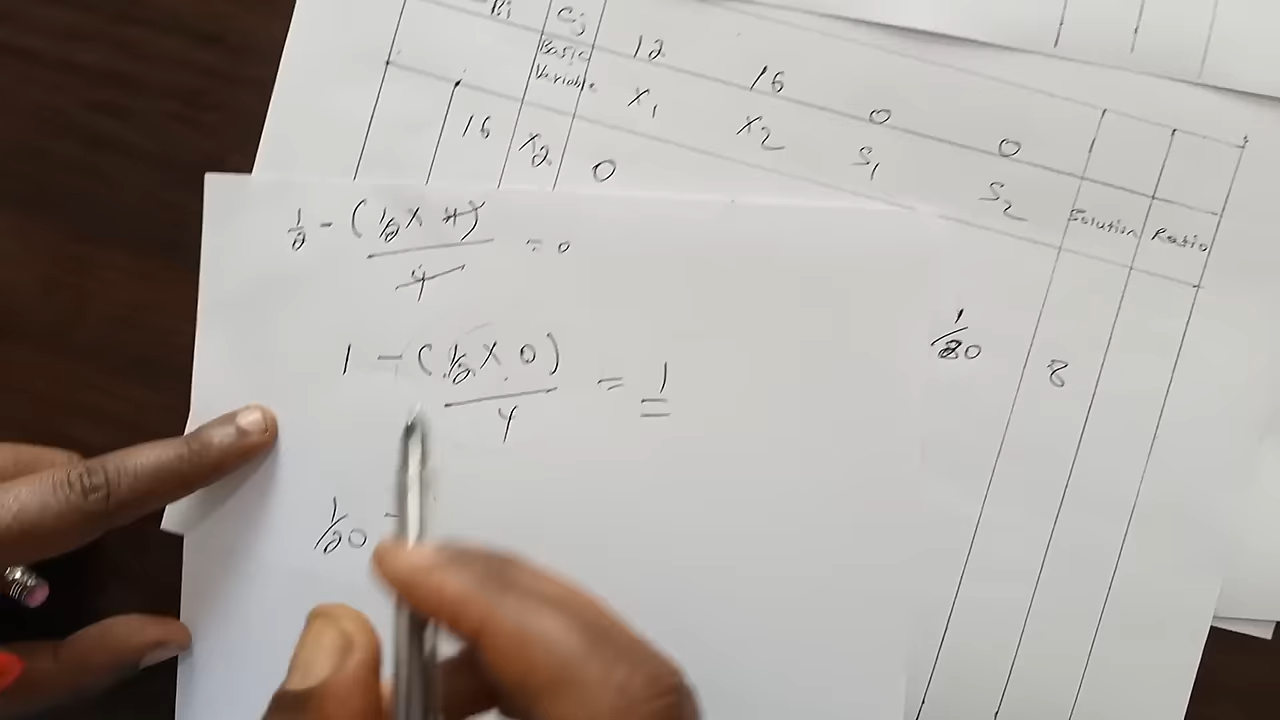 Cj 12 16 0 0
Basic Variable x1 x2 S1 S2 Solution Ratio
16 x2 0
1/2 - (1/2 x 4) = 0
4
1 - (1/2 x 0) = 1
4
1/20 8
1/20 -